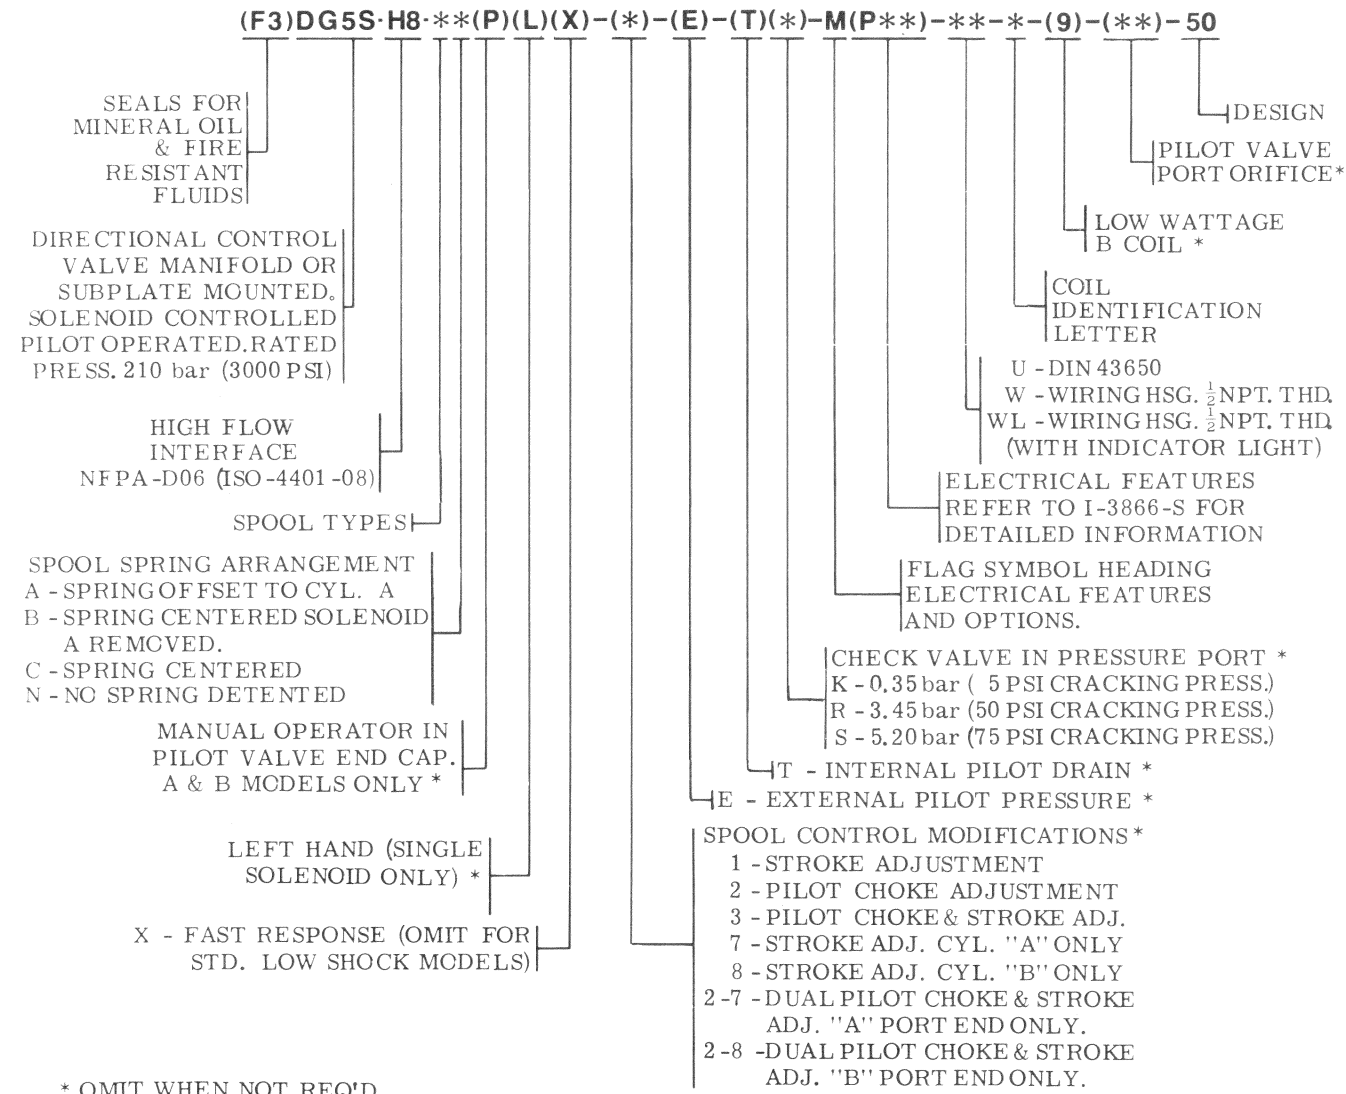 (F3)DG5S-H8-**(P)(L)(X)-(*)-(E)-(T)(*)-M(P**)-**-*-(9)-(**)-50
SEALS FOR
MINERAL OIL
& FIRE
RESISTANT
FLUIDS
DIRECTIONAL CONTROL
VALVE MANIFOLD OR
SUBPLATE MOUNTED.
SOLENOID CONTROLLED
PILOT OPERATED. RATED
PRESS. 210 bar (3000 PSI)
HIGH FLOW
INTERFACE
NFPA-D06 (ISO-4401-08)
SPOOL TYPES
SPOOL SPRING ARRANGEMENT
A - SPRING OFFSET TO CYL. A
B - SPRING CENTERED SOLENOID
A REMOVED.
C - SPRING CENTERED
N - NO SPRING DETENTED
MANUAL OPERATOR IN
PILOT VALVE END CAP.
A & B MODELS ONLY *
LEFT HAND (SINGLE
SOLENOID ONLY) *
X - FAST RESPONSE (OMIT FOR
STD. LOW SHOCK MODELS)
* OMIT WHEN NOT REQ'D
DESIGN
PILOT VALVE
PORT ORIFICE*
LOW WATTAGE
B COIL *
COIL
IDENTIFICATION
LETTER
U - DIN 43650
W - WIRING HSG. ½ NPT. THD.
WL - WIRING HSG. ½ NPT. THD
(WITH INDICATOR LIGHT)
ELECTRICAL FEATURES
REFER TO I-3866-S FOR
DETAILED INFORMATION
FLAG SYMBOL HEADING
ELECTRICAL FEATURES
AND OPTIONS.
CHECK VALVE IN PRESSURE PORT *
K - 0.35 bar ( 5 PSI CRACKING PRESS.)
R - 3.45 bar (50 PSI CRACKING PRESS.)
S - 5.20 bar (75 PSI CRACKING PRESS.)
T - INTERNAL PILOT DRAIN *
E - EXTERNAL PILOT PRESSURE *
SPOOL CONTROL MODIFICATIONS *
1 - STROKE ADJUSTMENT
2 - PILOT CHOKE ADJUSTMENT
3 - PILOT CHOKE & STROKE ADJ.
7 - STROKE ADJ. CYL. "A" ONLY
8 - STROKE ADJ. CYL. "B" ONLY
2-7 - DUAL PILOT CHOKE & STROKE
ADJ. "A" PORT END ONLY.
2-8 - DUAL PILOT CHOKE & STROKE
ADJ. "B" PORT END ONLY.